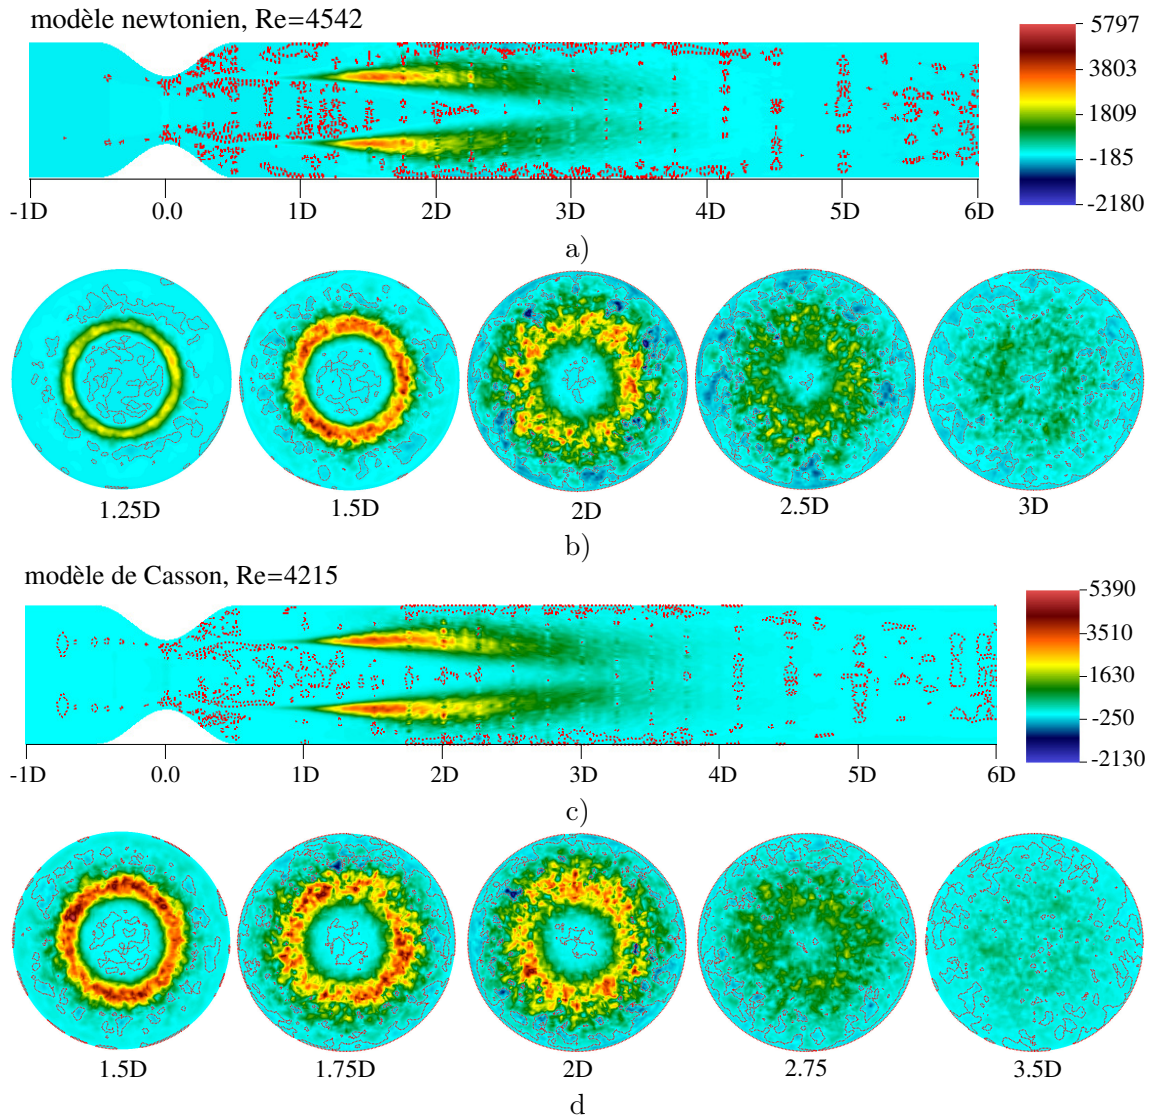 modèle newtonien, Re=4542
5797
3803
1809
-185
-2180
-1D 0.0 1D 2D 3D 4D 5D 6D
a)
1.25D 1.5D 2D 2.5D 3D
b)
modèle de Casson, Re=4215
5390
3510
1630
-250
-2130
-1D 0.0 1D 2D 3D 4D 5D 6D
c)
1.5D 1.75D 2D 2.75 3.5D
d